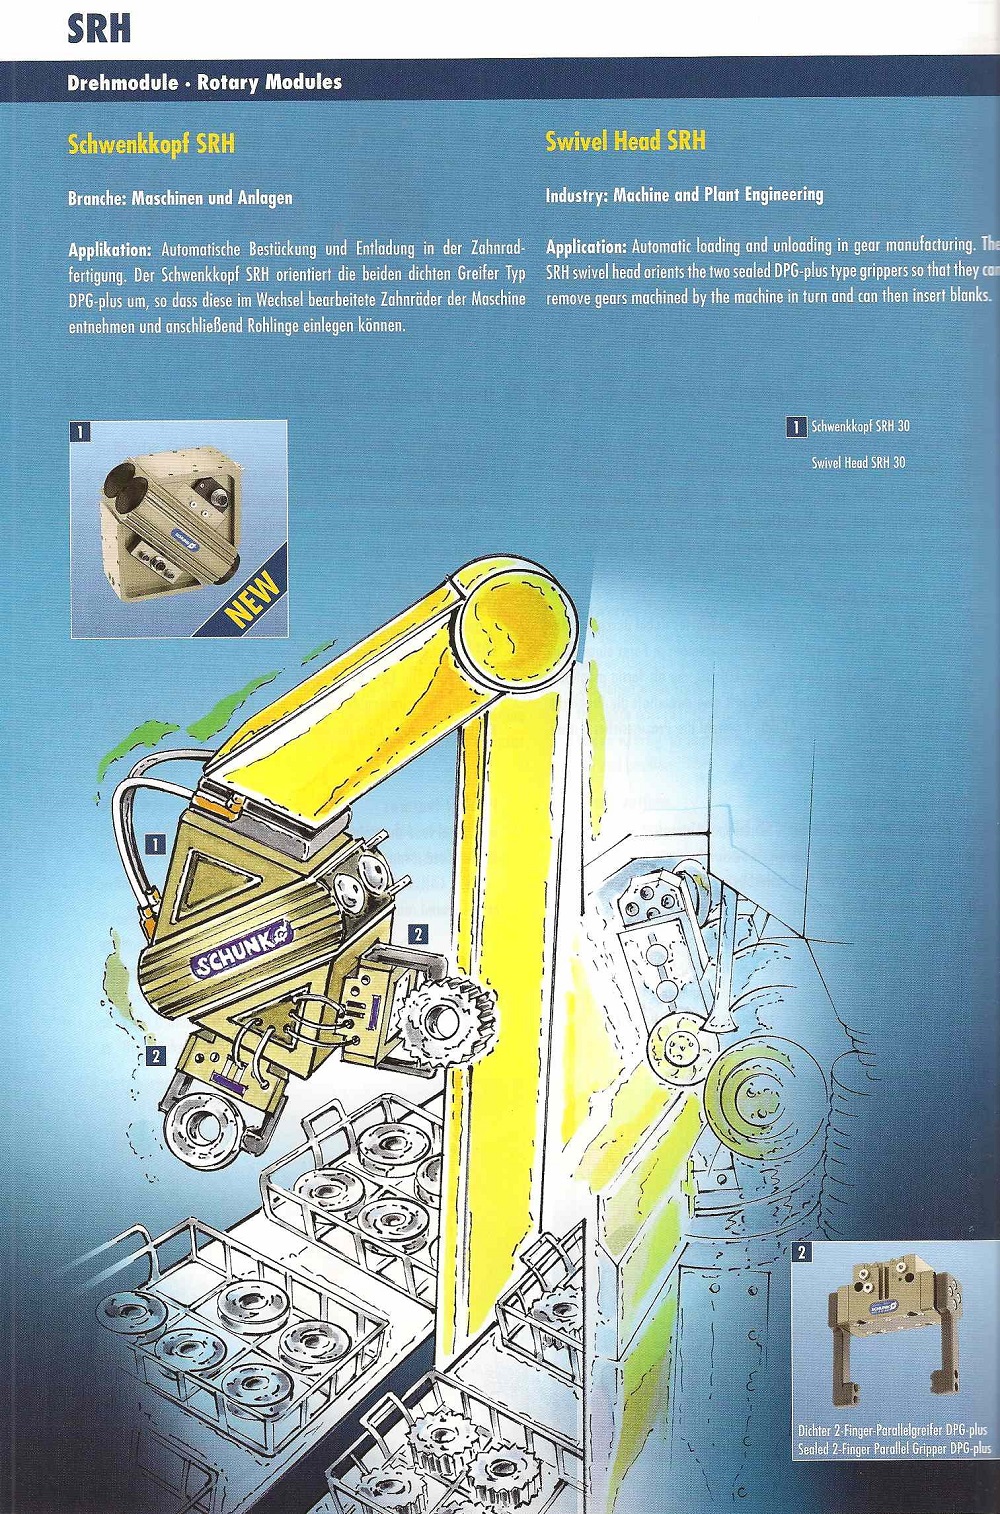 SRH
Drehmodule · Rotary Modules
Schwenkkopf SRH
Branche: Maschinen und Anlagen
Applikation: Automatische Bestückung und Entladung in der Zahnrad-
fertigung. Der Schwenkkopf SRH orientiert die beiden dichten Greifer Typ
DPG-plus um, so dass diese im Wechsel bearbeitete Zahnräder der Maschine
entnehmen und anschließend Rohlinge einlegen können.
Swivel Head SRH
Industry: Machine and Plant Engineering
Application: Automatic loading and unloading in gear manufacturing. The
SRH swivel head orients the two sealed DPG-plus type grippers so that they can
remove gears machined by the machine in turn and can then insert blanks.
1
SCHUNK
NEW
1 Schwenkkopf SRH 30
Swivel Head SRH 30
1
SCHUNK
2
2
2
SCHUNK
Dichter 2-Finger-Parallelgreifer DPG-plus
Sealed 2-Finger Parallel Gripper DPG-plus